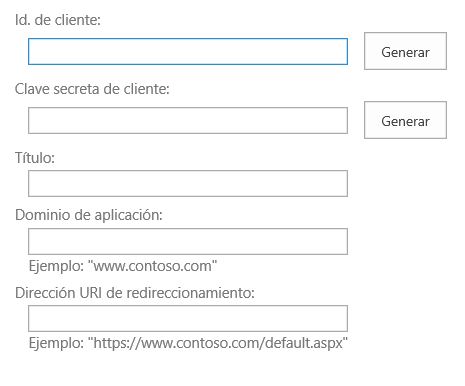 Id. de cliente:
Generar
Clave secreta de cliente:
Generar
Título:
Dominio de aplicación:
Ejemplo: "www.contoso.com"
Dirección URI de redireccionamiento:
Ejemplo: "https://www.contoso.com/default.aspx"